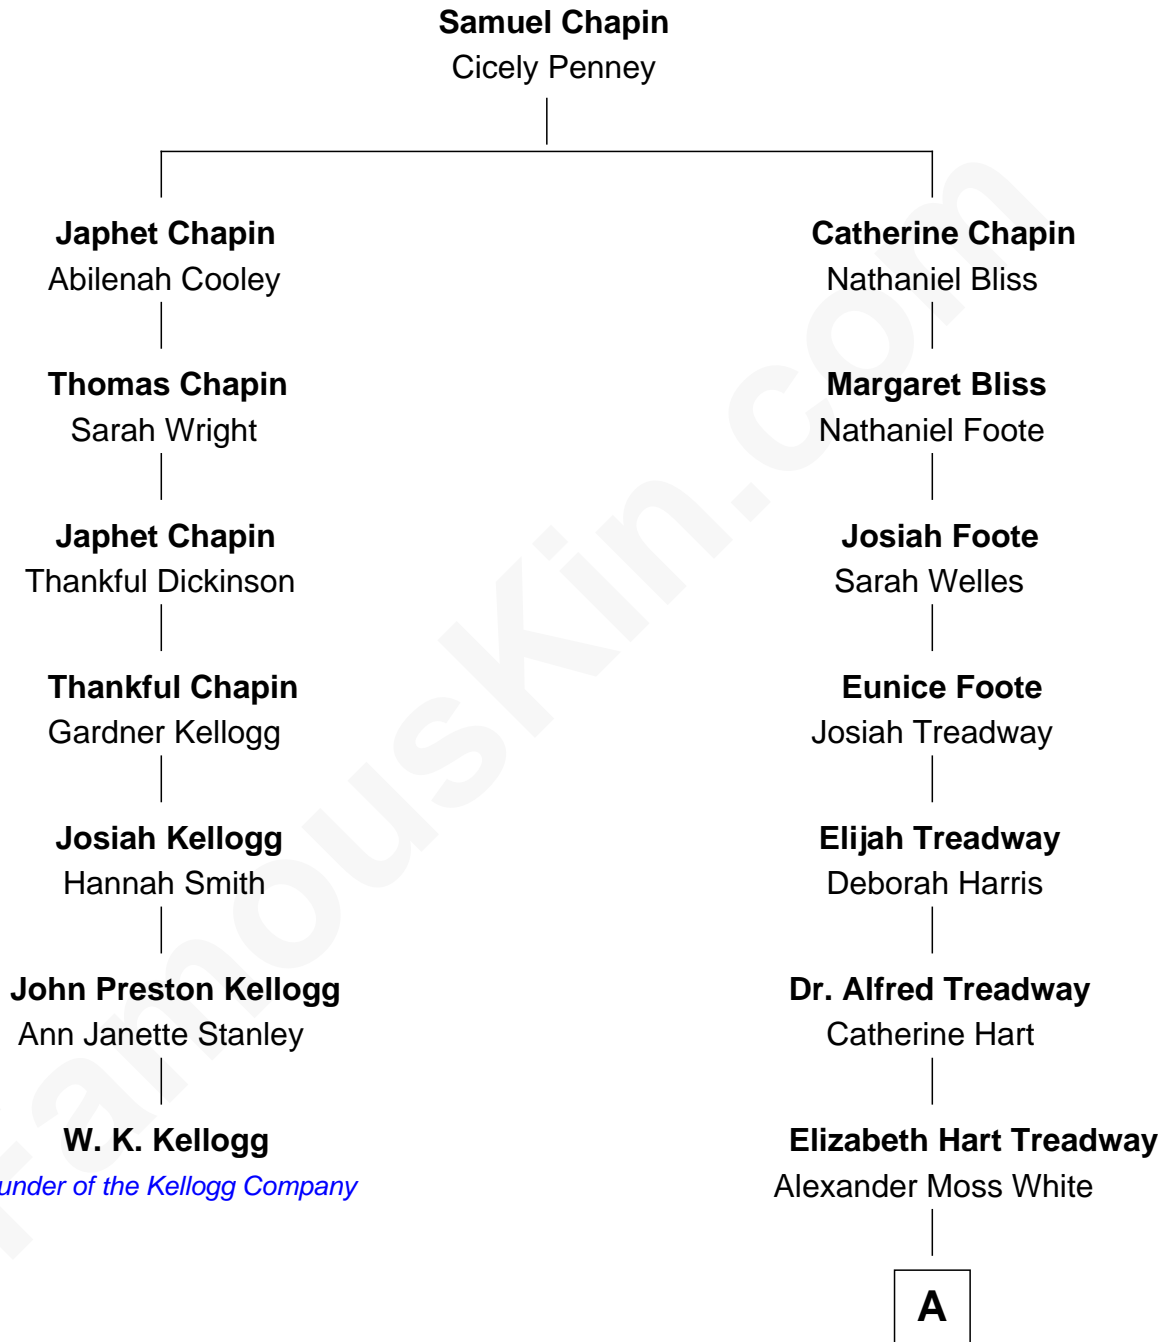 Samuel Chapin
Cicely Penney
Japhet Chapin
Abilenah Cooley
Thomas Chapin
Sarah Wright
Japhet Chapin
Thankful Dickinson
Thankful Chapin
Gardner Kellogg
Josiah Kellogg
Hannah Smith
John Preston Kellogg
Ann Janette Stanley
W. K. Kellogg
under of the Kellogg Company
Catherine Chapin
Nathaniel Bliss
Margaret Bliss
Nathaniel Foote
Josiah Foote
Sarah Welles
Eunice Foote
Josiah Treadway
Elijah Treadway
Deborah Harris
Dr. Alfred Treadway
Catherine Hart
Elizabeth Hart Treadway
Alexander Moss White
A
FamousKin.com